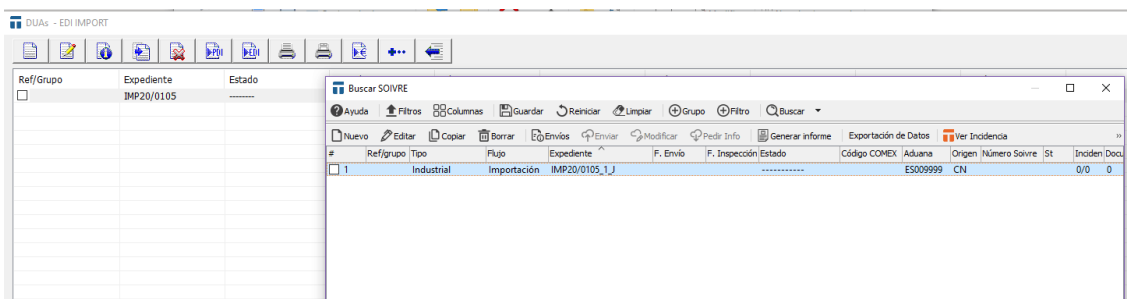 DUAs - EDI IMPORT
PDI EDI €
Ref/Grupo Expediente Estado
IMP20/0105 --------
Buscar SOIVRE
Ayuda Filtros Columnas Guardar Reiniciar Limpiar Grupo Filtro Buscar
Nuevo Editar Copiar Borrar Envíos Enviar Modificar Pedir Info Generar informe Exportación de Datos Ver Incidencia »
# Ref/grupo Tipo Flujo Expediente F. Envío F. Inspección Estado Código COMEX Aduana Origen Número Soivre St Inciden Docu
1 Industrial Importación IMP20/0105_1_J ----------- ES009999 CN 0/0 0